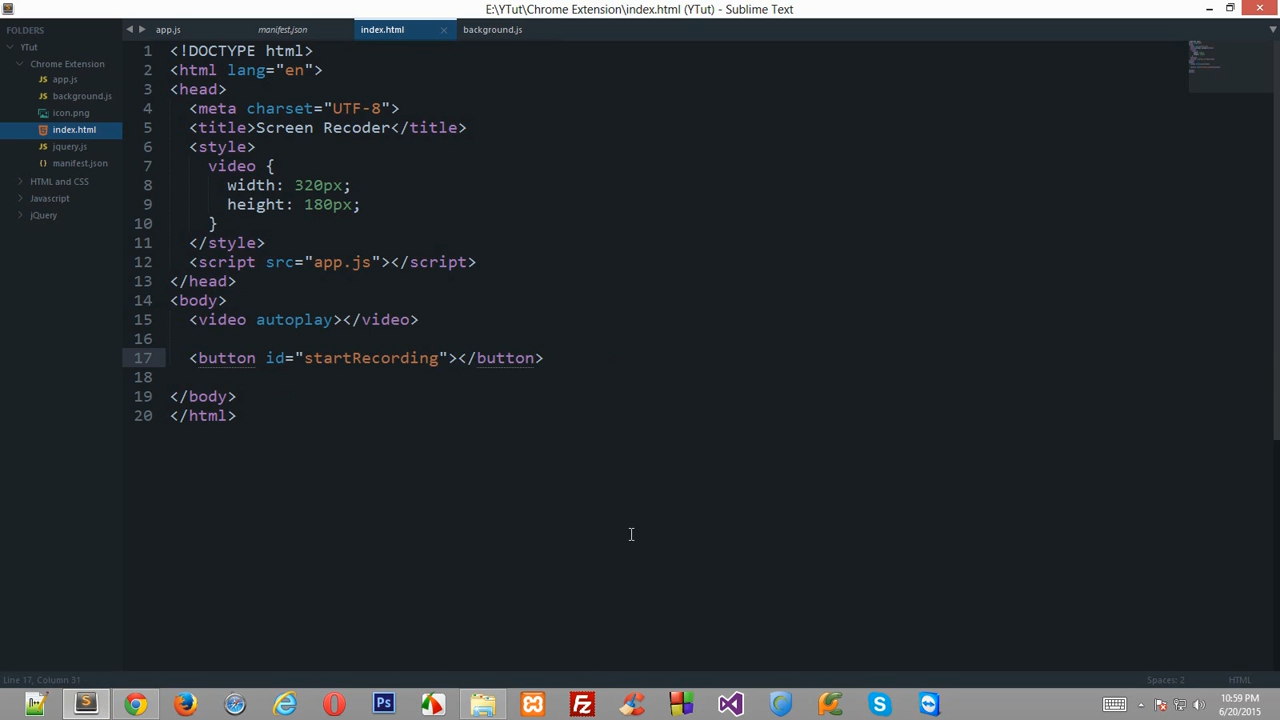 E:\YTut\Chrome Extension\index.html (YTut) - Sublime Text
FOLDERS
YTut
Chrome Extension
app.js
background.js
icon.png
index.html
jquery.js
manifest.json
HTML and CSS
Javascript
jQuery
app.js manifest.json index.html background.js
1 <!DOCTYPE html>
2 <html lang="en">
3 <head>
4 <meta charset="UTF-8">
5 <title>Screen Recoder</title>
6 <style>
7 video {
8 width: 320px;
9 height: 180px;
10 }
11 </style>
12 <script src="app.js"></script>
13 </head>
14 <body>
15 <video autoplay></video>
16
17 <button id="startRecording"></button>
18
19 </body>
20 </html>
Line 17, Column 31
Spaces: 2 HTML
10:59 PM
6/20/2015